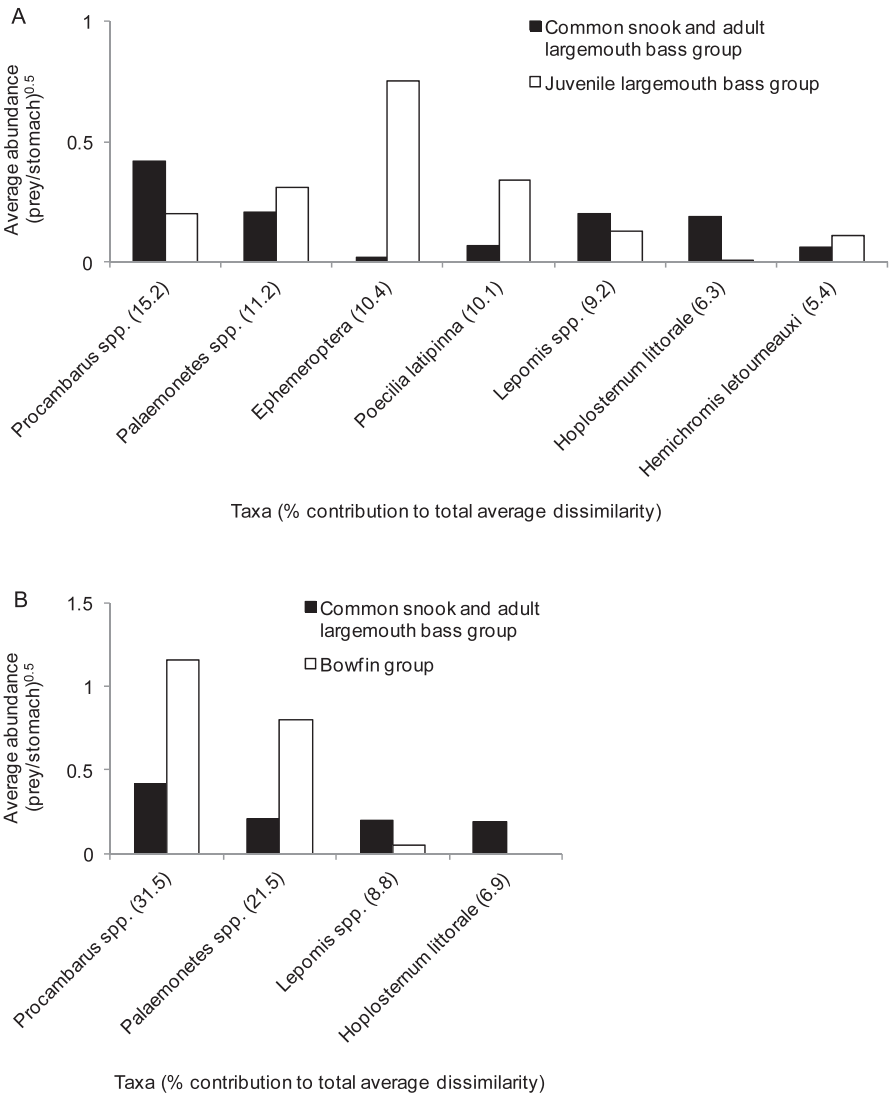 A
1
0.5
0
Average abundance
(prey/stomach)0.5
Common snook and adult
largemouth bass group
Juvenile largemouth bass group
Procambarus spp. (15.2)
Palaemonetes spp. (11.2)
Ephemeroptera (10.4)
Poecilia latipinna (10.1)
Lepomis spp. (9.2)
Hoplosternum littorale (6.3)
Hemichromis letourneauxi (5.4)
Taxa (% contribution to total average dissimilarity)
B
1.5
1
0.5
0
Average abundance
(prey/stomach)0.5
Common snook and adult
largemouth bass group
Bowfin group
Procambarus spp. (31.5)
Palaemonetes spp. (21.5)
Lepomis spp. (8.8)
Hoplosternum littorale (6.9)
Taxa (% contribution to total average dissimilarity)